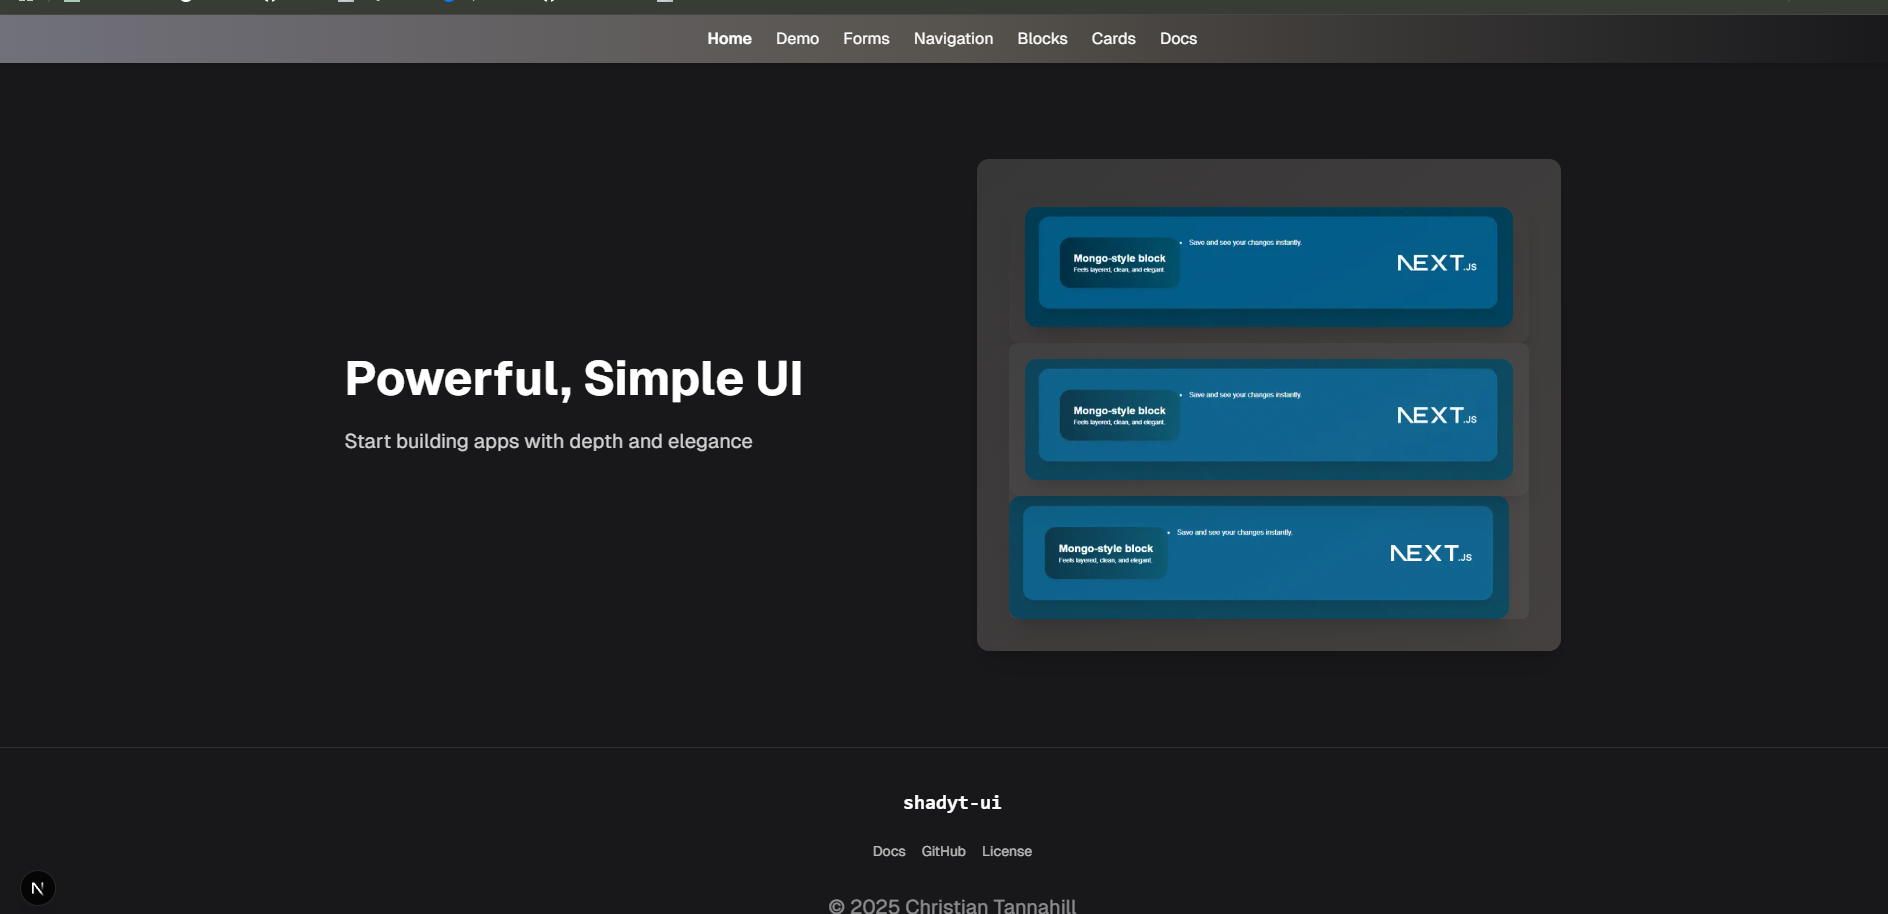 Home Demo Forms Navigation Blocks Cards Docs
Powerful, Simple UI
Start building apps with depth and elegance
Mongo-style block
Feels layered, clean, and elegant.
• Save and see your changes instantly.
NEXT.JS
Mongo-style block
Feels layered, clean, and elegant.
• Save and see your changes instantly.
NEXT.JS
Mongo-style block
Feels layered, clean, and elegant.
• Save and see your changes instantly.
NEXT.JS
shadyt-ui
Docs GitHub License
N
© 2025 Christian Tannahill